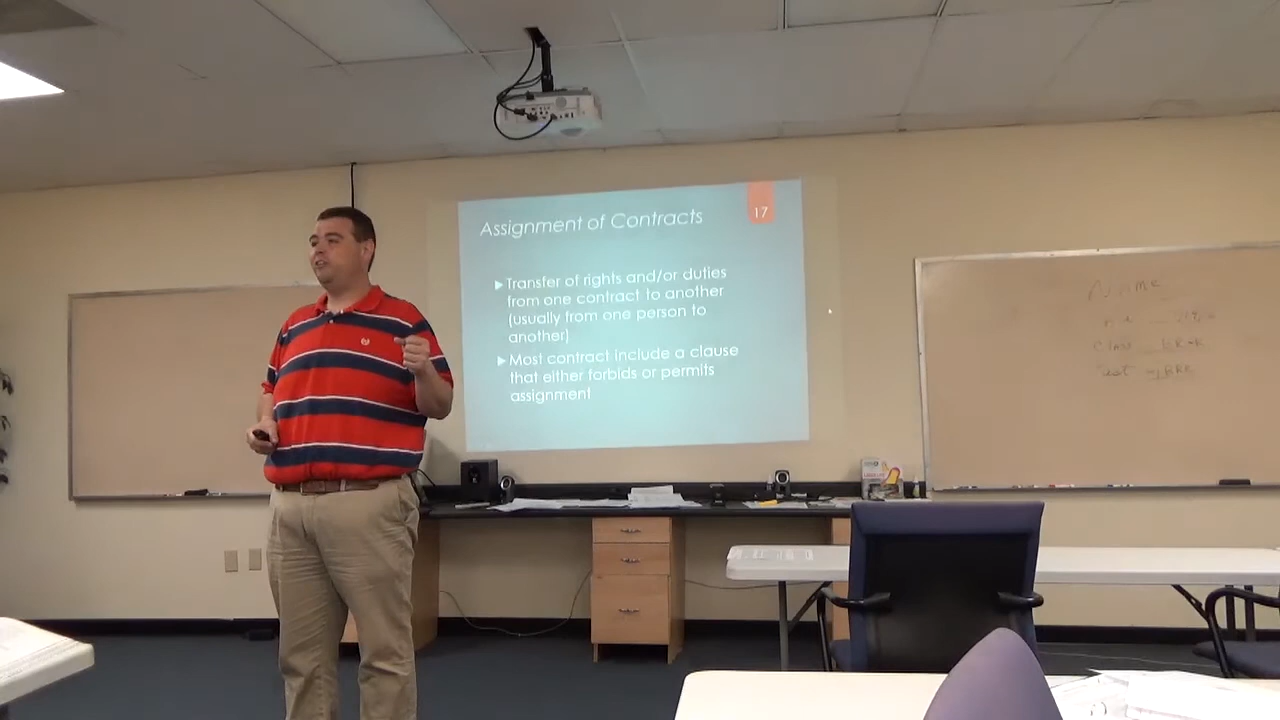 17
Assignment of Contracts
Transfer of rights and/or duties
from one contract to another
(usually from one person to
another)
Most contract include a clause
that either forbids or permits
assignment
Name